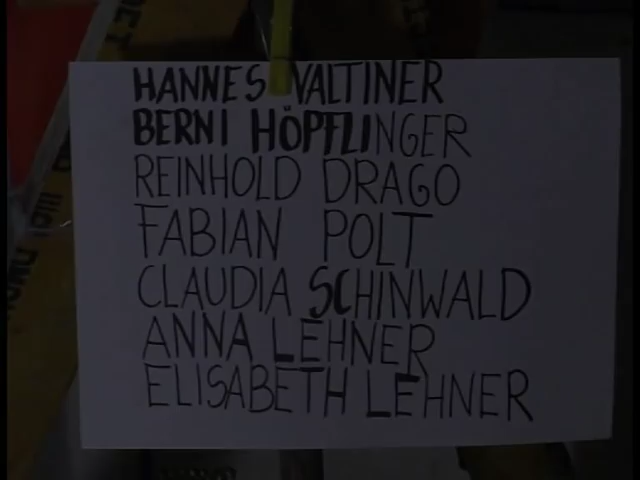 HANNES VALTINER
BERNI HÖPFLINGER
REINHOLD DRAGO
FABIAN POLT
CLAUDIA SCHINWALD
ANNA LEHNER
ELISABETH LEHNER